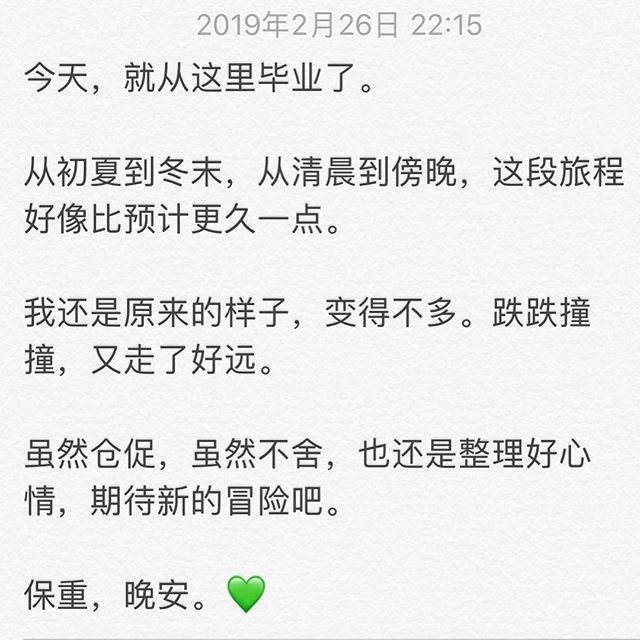 2019年2月26日 22:15
今天，就从这里毕业了。
从初夏到冬末，从清晨到傍晚，这段旅程
好像比预计更久一点。
我还是原来的样子，变得不多。跌跌撞
撞，又走了好远。
虽然仓促，虽然不舍，也还是整理好心
情，期待新的冒险吧。
保重，晚安。💚